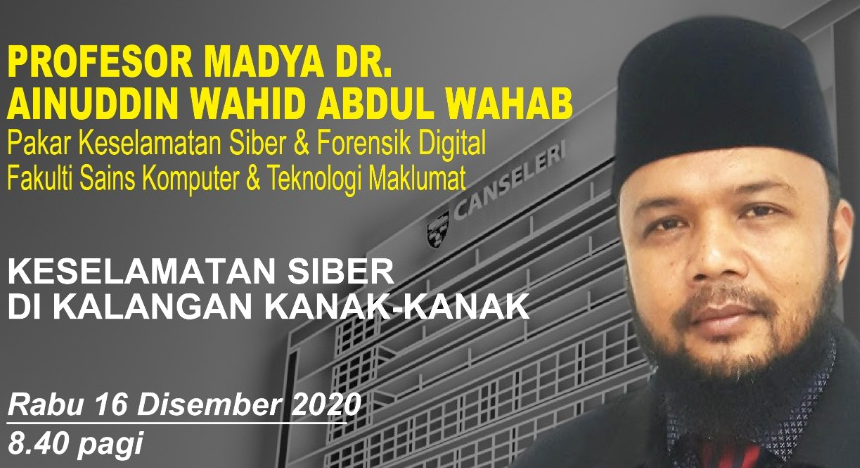 PROFESOR MADYA DR.
AINUDDIN WAHID ABDUL WAHAB
Pakar Keselamatan Siber & Forensik Digital
Fakulti Sains Komputer & Teknologi Maklumat
CANSELERI
KESELAMATAN SIBER
DI KALANGAN KANAK-KANAK
Rabu 16 Disember 2020
8.40 pagi